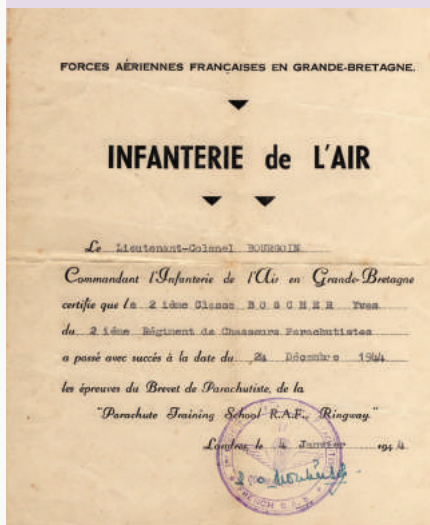 FORCES AÉRIENNES FRANÇAISES EN GRANDE-BRETAGNE.
INFANTERIE de L'AIR
Le Lieutenant-Colonel BOURGOIN
Commandant l'Infanterie de l'Air en Grande-Bretagne
certifie que le 2 ième Classe BOSCHER Yves
du 2 ième Régiment de Chasseurs Parachutistes
a passé avec succès à la date du 24 Décembre 1944
les épreuves du Brevet de Parachutiste, de la
"Parachute Training School R.A.F., Ringway."
Londres, le 4 Janvier 1944
FRENCH S.A.S.